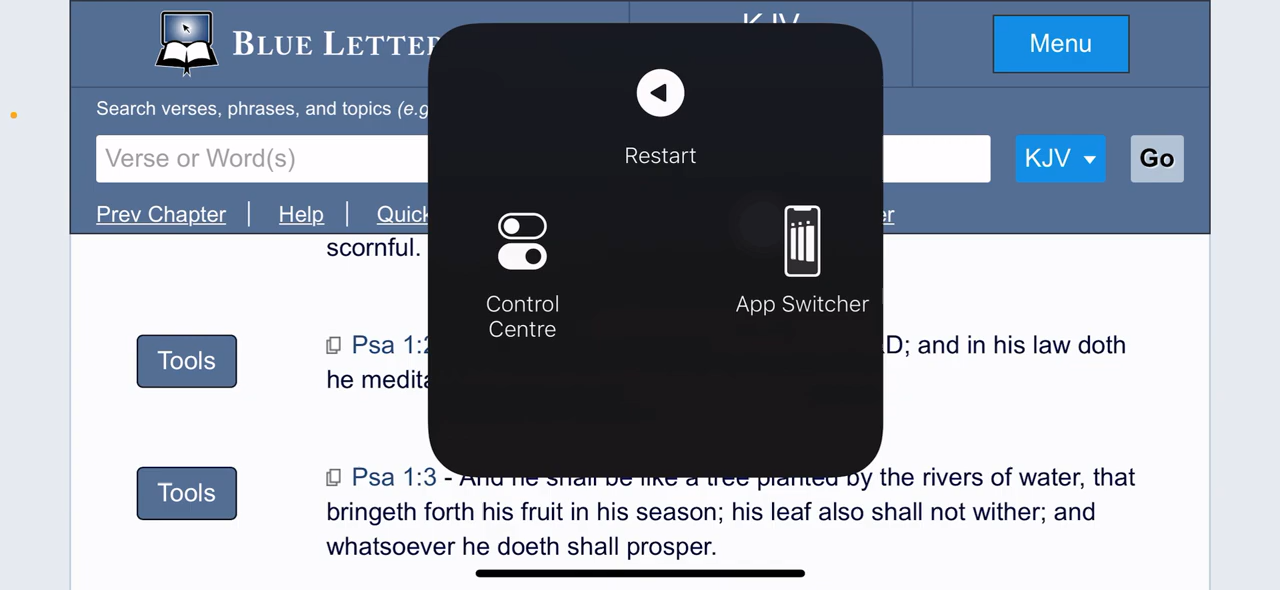 BLUE LETTER
KJV
Menu
Search verses, phrases, and topics (e.g
Verse or Word(s)
KJV
Go
Prev Chapter | Help | Quick
Restart
Control
Centre
App Switcher
scornful.
Tools
Psa 1:2
D; and in his law doth
he medita
Tools
Psa 1:3 - And he shall be like a tree planted by the rivers of water, that
bringeth forth his fruit in his season; his leaf also shall not wither; and
whatsoever he doeth shall prosper.